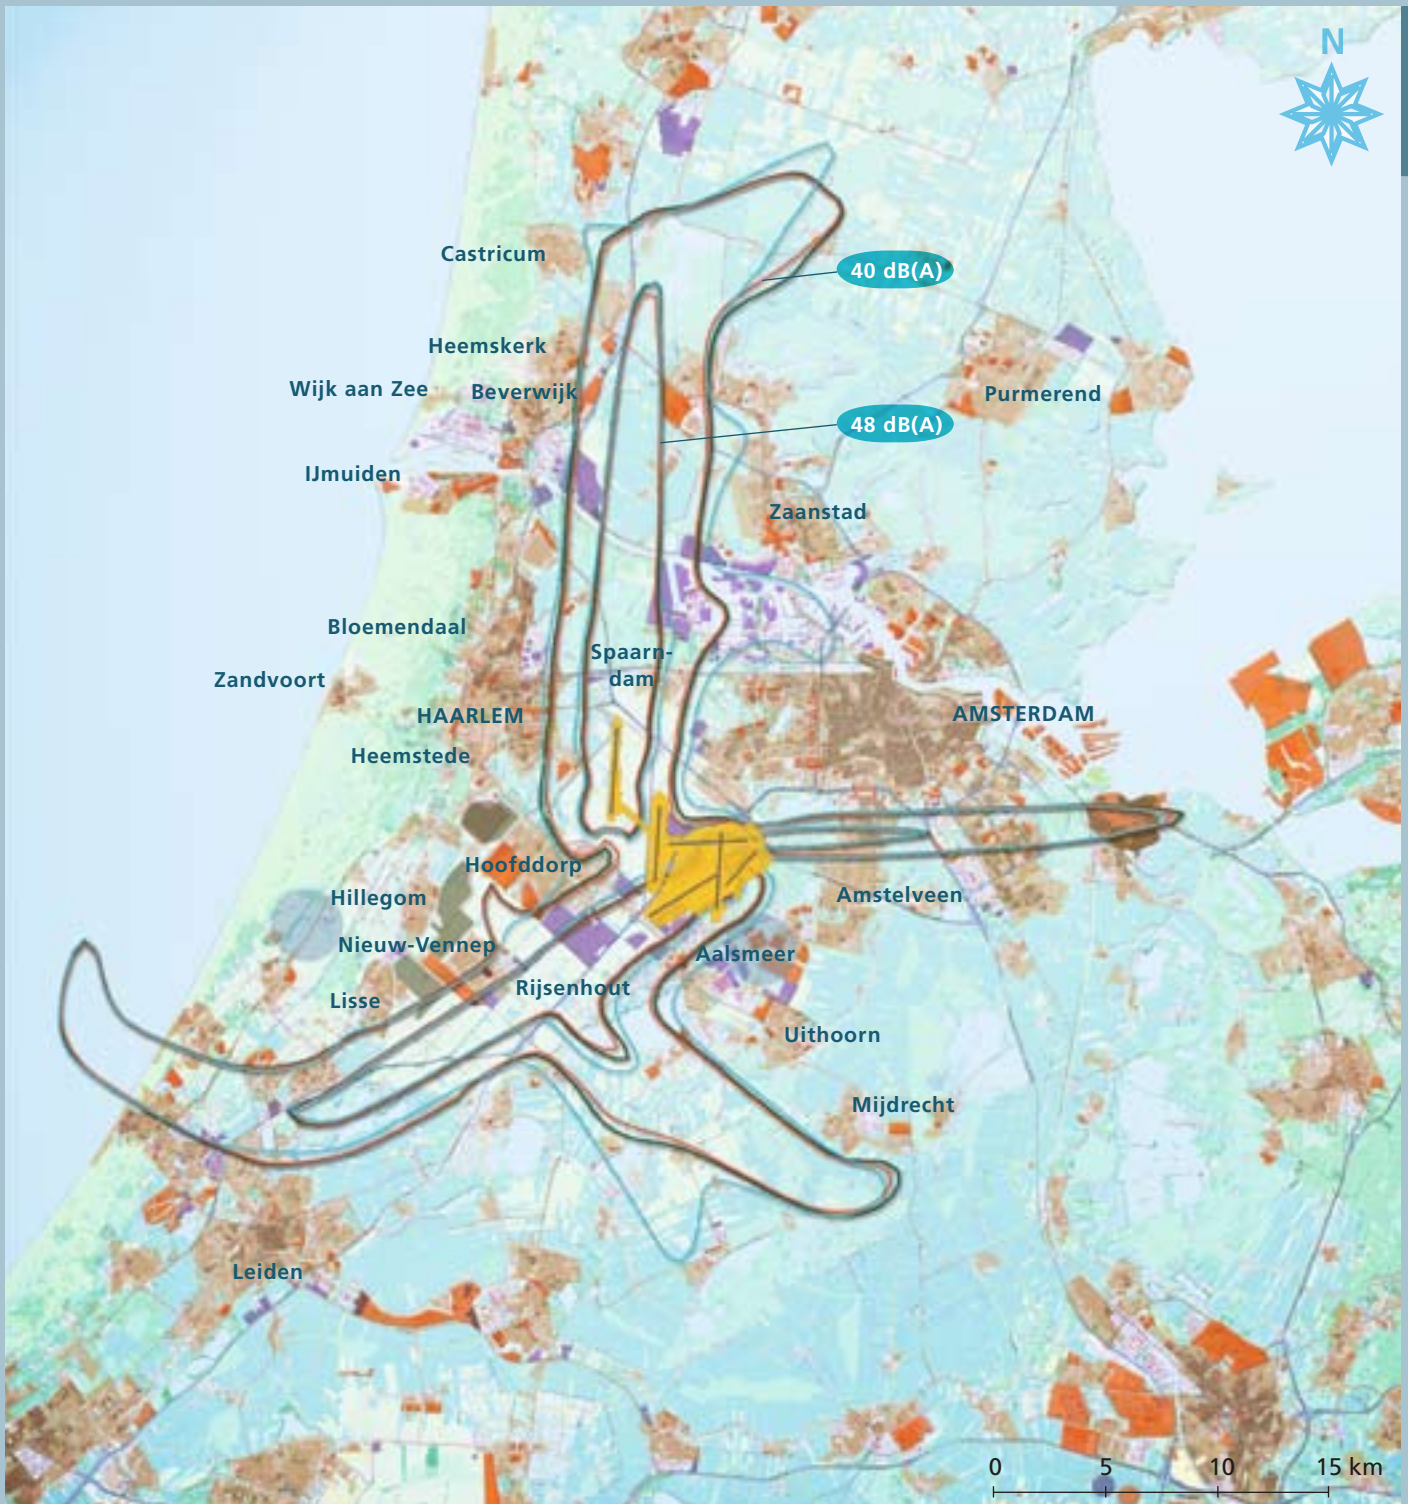 N
Castricum
40 dB(A)
Heemskerk
Wijk aan Zee
Beverwijk
Purmerend
48 dB(A)
IJmuiden
Zaanstad
Bloemendaal
Spaarn-
dam
Zandvoort
HAARLEM
AMSTERDAM
Heemstede
Hoofddorp
Hillegom
Amstelveen
Nieuw-Vennep
Aalsmeer
Rijsenhout
Lisse
Uithoorn
Mijdrecht
Leiden
0 5 10 15 km